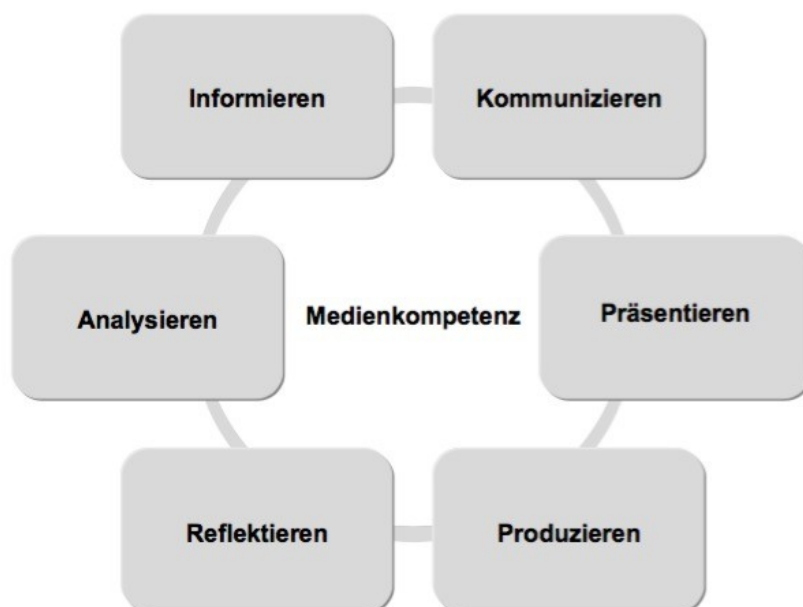 Informieren
Kommunizieren
Analysieren
Medienkompetenz
Präsentieren
Reflektieren
Produzieren